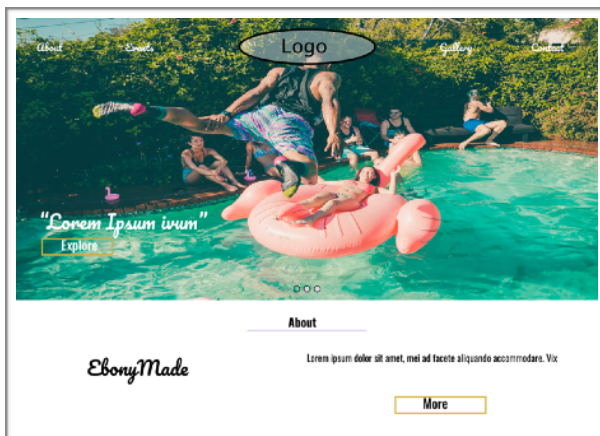 About Events Logo Gallery Contact
“Lorem Ipsum ivum”
Explore
About
EbonyMade
Lorem ipsum dolor sit amet, mei ad facete aliquando accommodare. Vix
More